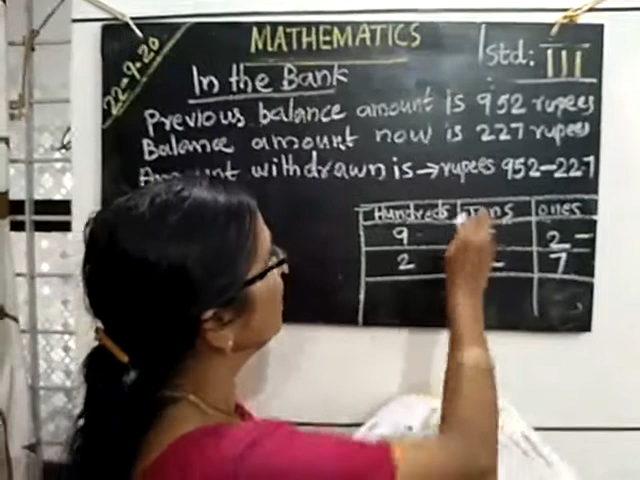 22-9-20
MATHEMATICS
Std: III
In the Bank
Previous balance amount is 952 rupees
Balance amount now is 227 rupees
Amount withdrawn is → rupees 952-227
Hundreds Tens ones
9 2 -
2 7